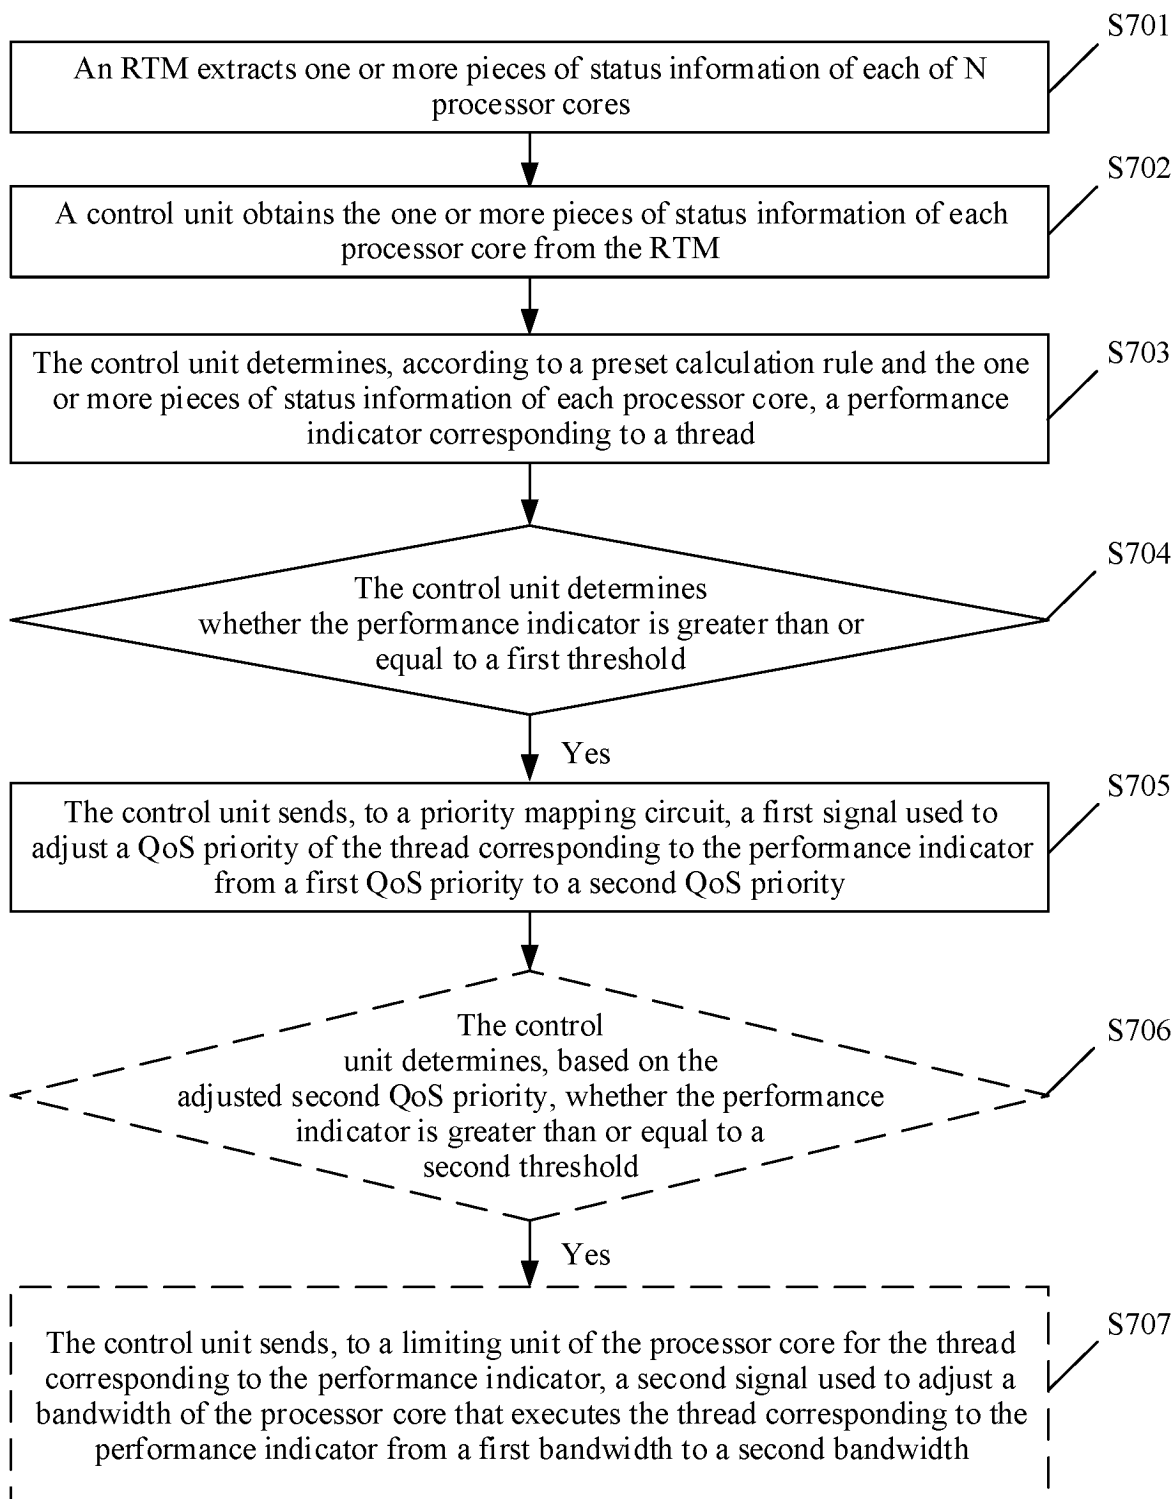 S701
An RTM extracts one or more pieces of status information of each of N
processor cores
S702
A control unit obtains the one or more pieces of status information of each
processor core from the RTM
S703
The control unit determines, according to a preset calculation rule and the one
or more pieces of status information of each processor core, a performance
indicator corresponding to a thread
S704
The control unit determines
whether the performance indicator is greater than or
equal to a first threshold
Yes
S705
The control unit sends, to a priority mapping circuit, a first signal used to
adjust a QoS priority of the thread corresponding to the performance indicator
from a first QoS priority to a second QoS priority
S706
The control
unit determines, based on the
adjusted second QoS priority, whether the performance
indicator is greater than or equal to a
second threshold
Yes
S707
The control unit sends, to a limiting unit of the processor core for the thread
corresponding to the performance indicator, a second signal used to adjust a
bandwidth of the processor core that executes the thread corresponding to the
performance indicator from a first bandwidth to a second bandwidth